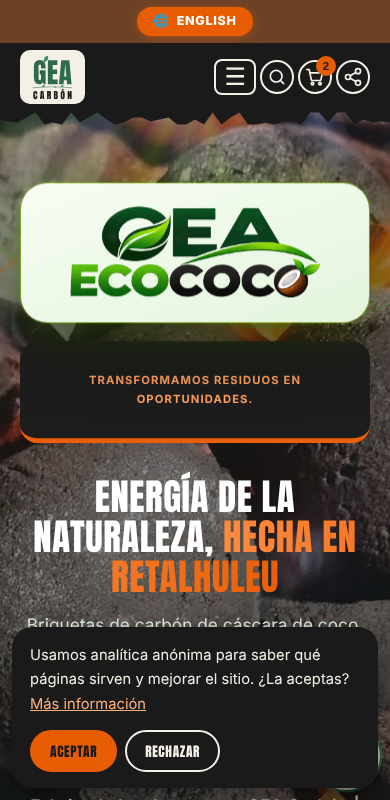 🌐 ENGLISH
GEA
CARBÓN
☰
2
GEA
ECOCOCO
TRANSFORMAMOS RESIDUOS EN
OPORTUNIDADES.
ENERGÍA DE LA
NATURALEZA, HECHA EN
RETALHULEU
Briquetas de carbón de cáscara de coco
Usamos analítica anónima para saber qué
páginas sirven y mejorar el sitio. ¿La aceptas?
Más información
ACEPTAR
RECHAZAR